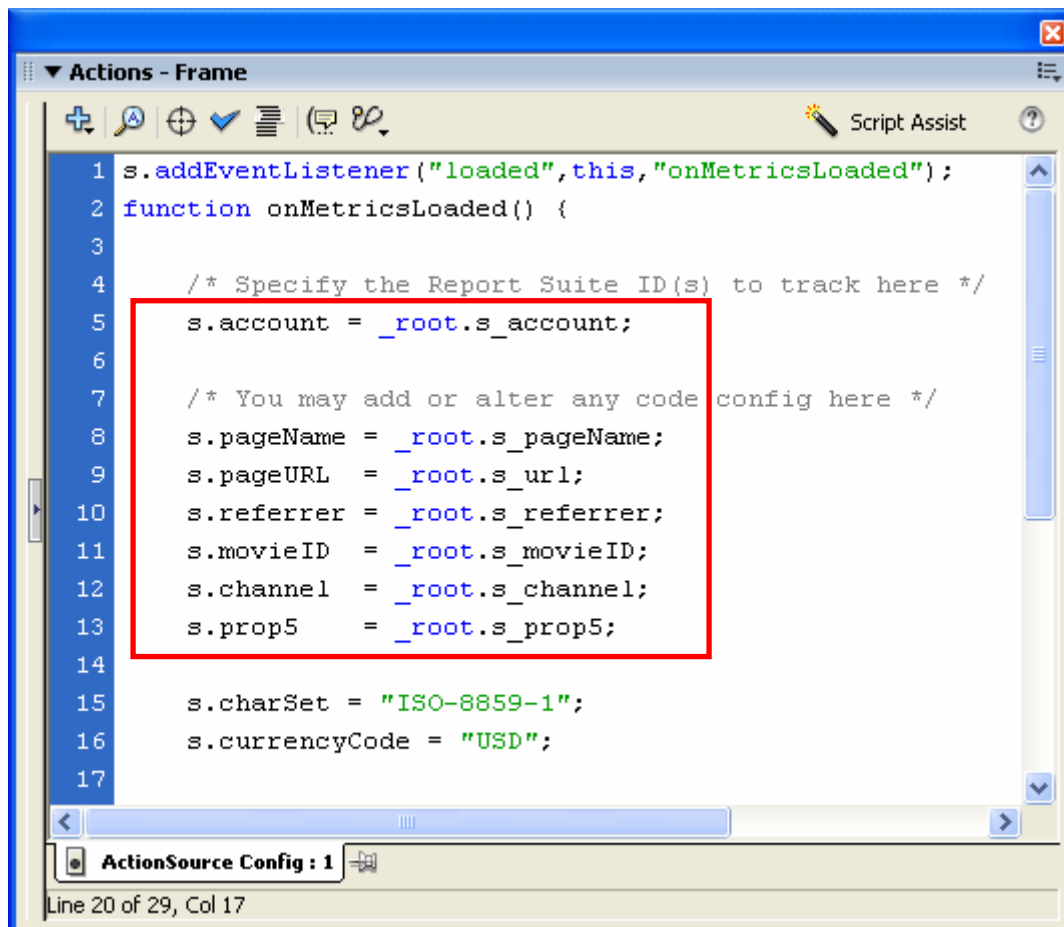 Actions - Frame
Script Assist
1 s.addEventListener("loaded",this,"onMetricsLoaded");
2 function onMetricsLoaded() {
3
4 /* Specify the Report Suite ID(s) to track here */
5 s.account = _root.s_account;
6
7 /* You may add or alter any code config here */
8 s.pageName = _root.s_pageName;
9 s.pageURL  = _root.s_url;
10 s.referrer = _root.s_referrer;
11 s.movieID  = _root.s_movieID;
12 s.channel  = _root.s_channel;
13 s.prop5    = _root.s_prop5;
14
15 s.charSet = "ISO-8859-1";
16 s.currencyCode = "USD";
17
ActionSource Config : 1
Line 20 of 29, Col 17